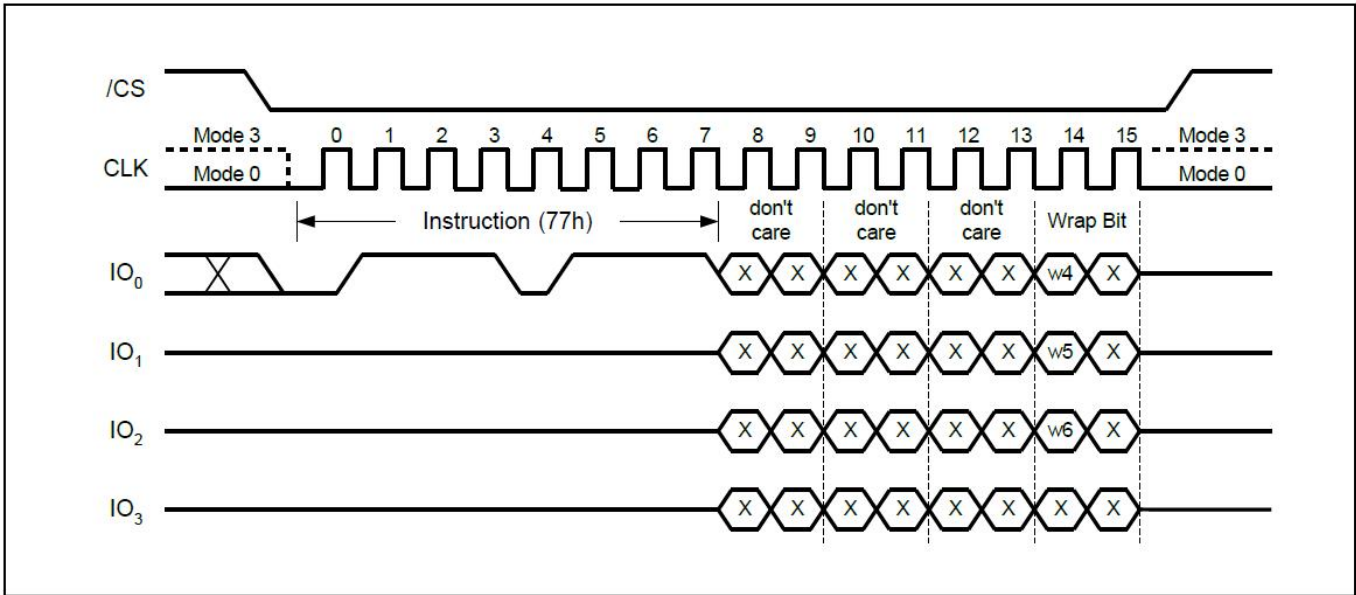 /CS
Mode 3 0 1 2 3 4 5 6 7 8 9 10 11 12 13 14 15 Mode 3
CLK
Mode 0 Mode 0
Instruction (77h) don't care don't care don't care Wrap Bit
IO0 X X X X X X w4 X
IO1 X X X X X X w5 X
IO2 X X X X X X w6 X
IO3 X X X X X X X X